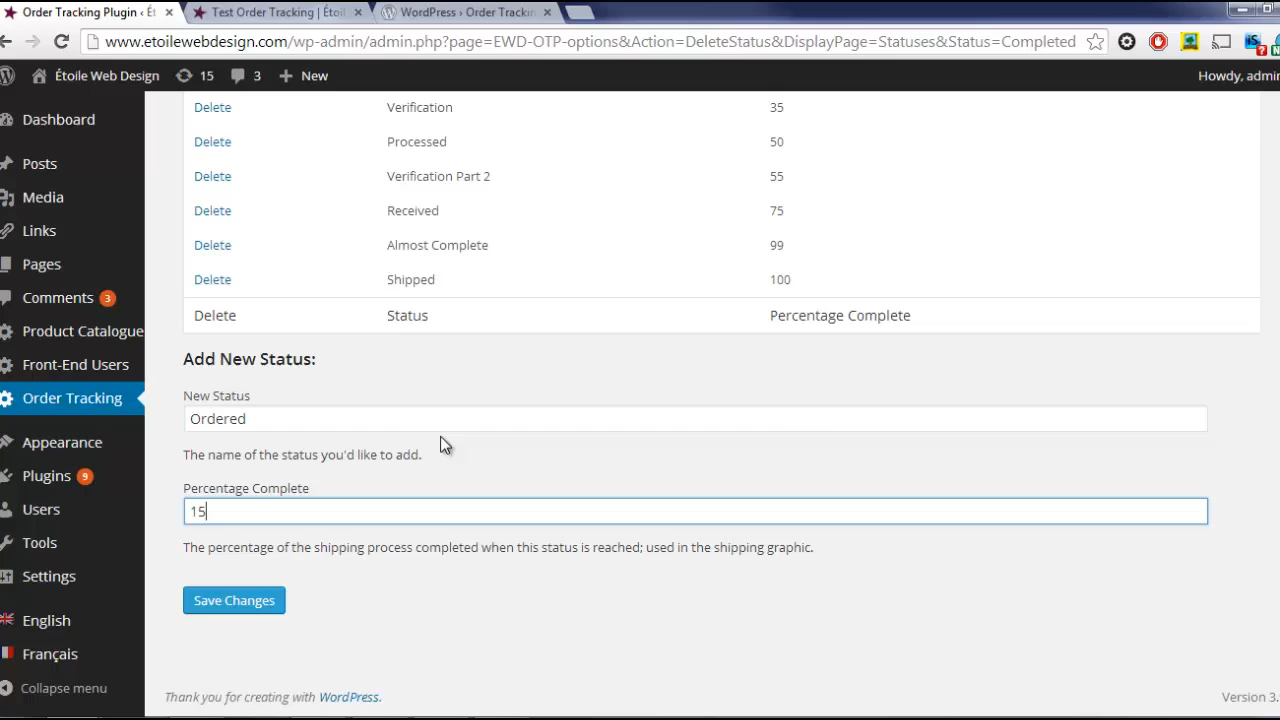 Order Tracking Plugin ‹ Ét
Test Order Tracking | Étoil
WordPress › Order Trackin
www.etoilewebdesign.com/wp-admin/admin.php?page=EWD-OTP-options&Action=DeleteStatus&DisplayPage=Statuses&Status=Completed
Étoile Web Design 15 3 New Howdy, admin
Dashboard
Posts
Media
Links
Pages
Comments 3
Product Catalogue
Front-End Users
Order Tracking
Appearance
Plugins 9
Users
Tools
Settings
English
Français
Collapse menu
Delete Verification 35
Delete Processed 50
Delete Verification Part 2 55
Delete Received 75
Delete Almost Complete 99
Delete Shipped 100
Delete Status Percentage Complete
Add New Status:
New Status
Ordered
The name of the status you'd like to add.
Percentage Complete
15
The percentage of the shipping process completed when this status is reached; used in the shipping graphic.
Save Changes
Thank you for creating with WordPress.
Version 3.